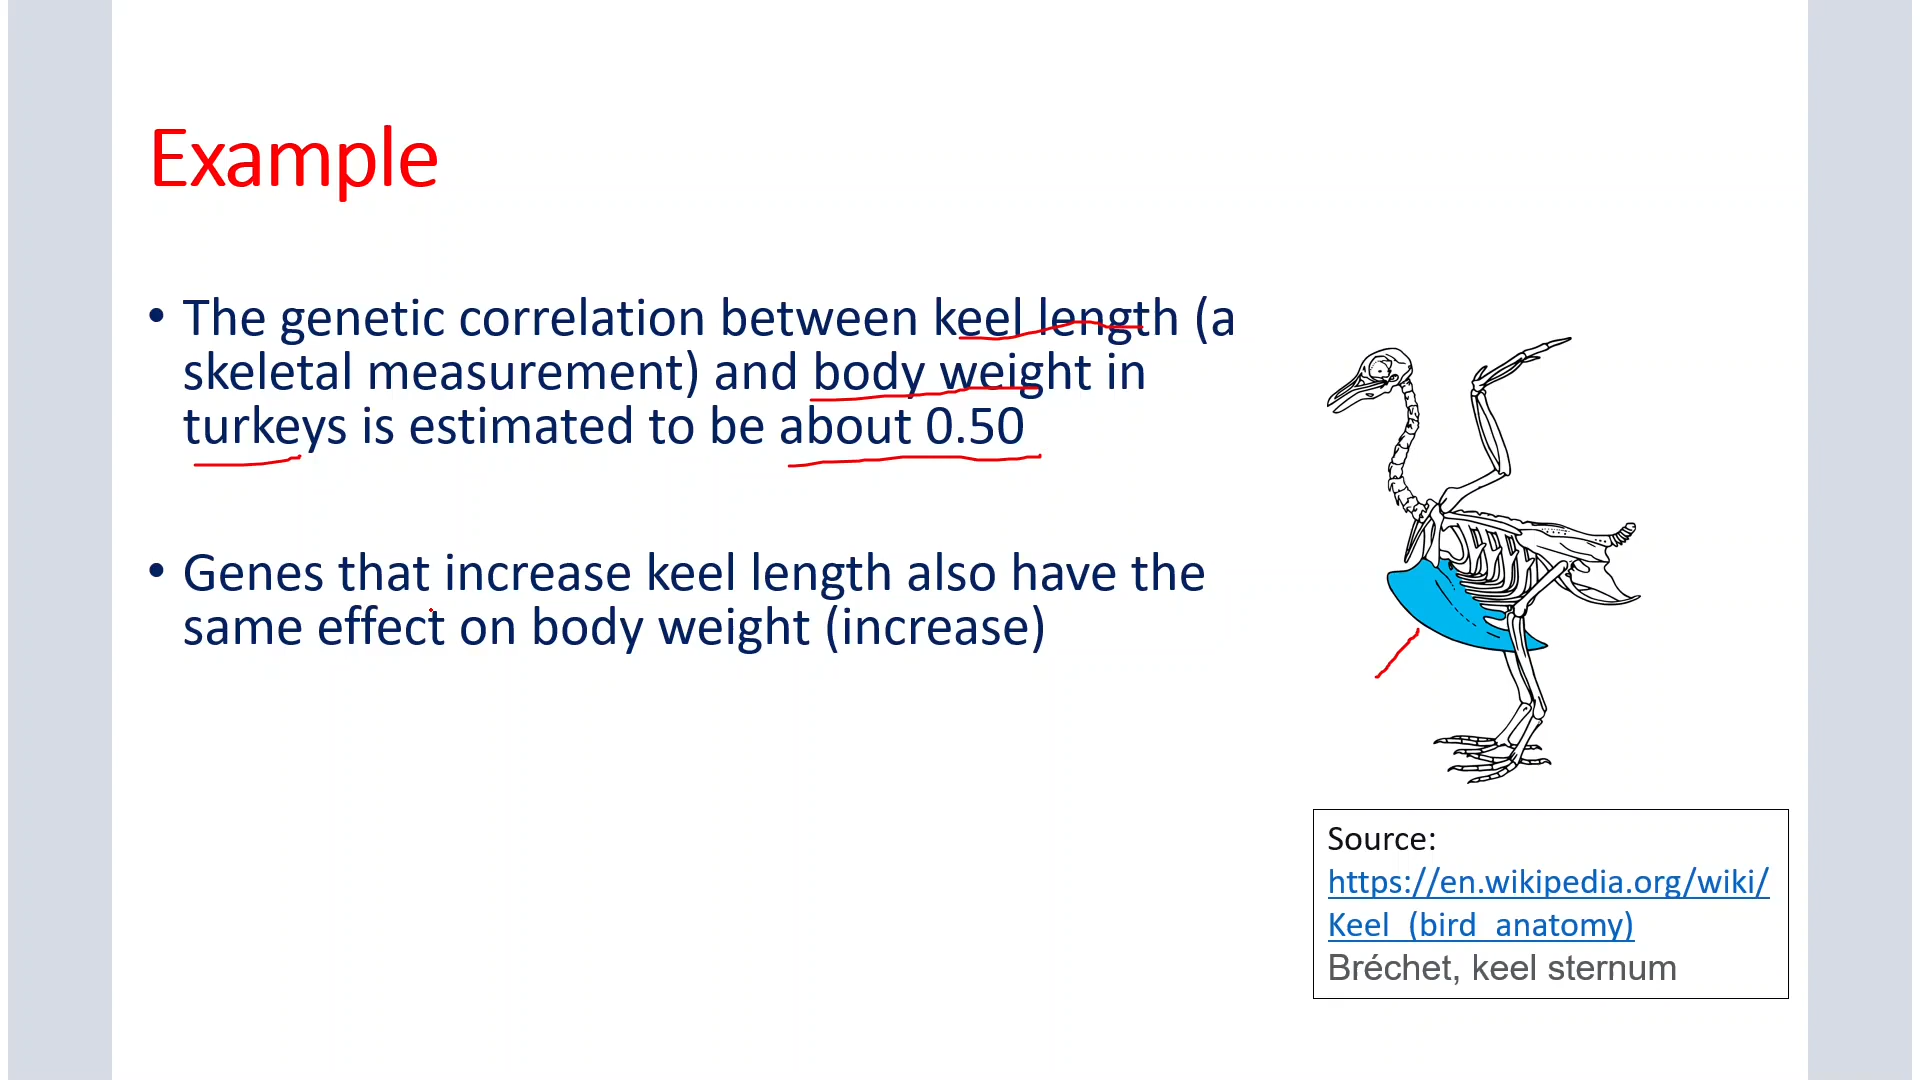 Example
• The genetic correlation between keel length (a
skeletal measurement) and body weight in
turkeys is estimated to be about 0.50
• Genes that increase keel length also have the
same effect on body weight (increase)
Source:
https://en.wikipedia.org/wiki/
Keel_(bird_anatomy)
Bréchet, keel sternum